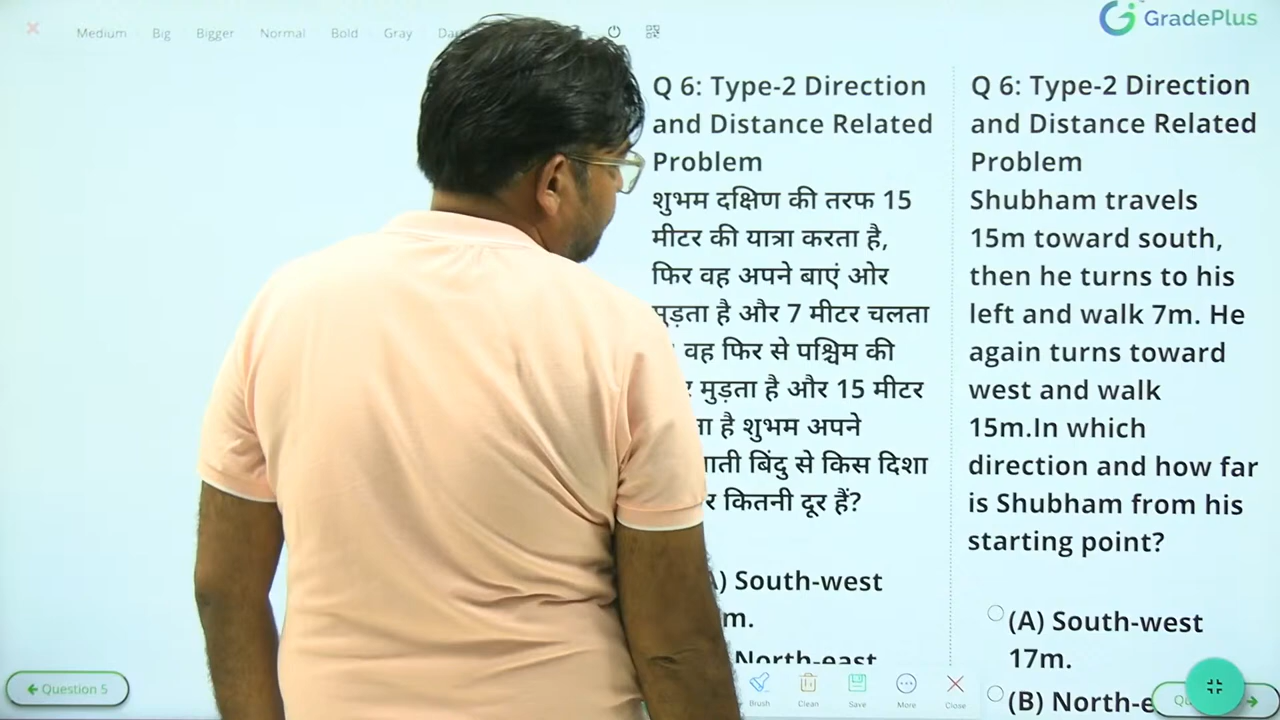 Medium Big Bigger Normal Bold Gray
GradePlus
Q 6: Type-2 Direction
and Distance Related
Problem
शुभम दक्षिण की तरफ 15
मीटर की यात्रा करता है,
फिर वह अपने बाएं ओर
मुड़ता है और 7 मीटर चलता
वह फिर से पश्चिम की
मुड़ता है और 15 मीटर
है शुभम अपने
बिंदु से किस दिशा
कितनी दूर हैं?
A) South-west
m.
North-east
Q 6: Type-2 Direction
and Distance Related
Problem
Shubham travels
15m toward south,
then he turns to his
left and walk 7m. He
again turns toward
west and walk
15m.In which
direction and how far
is Shubham from his
starting point?
(A) South-west
17m.
(B) North-e
Question 5
Brush Clean Save More Close